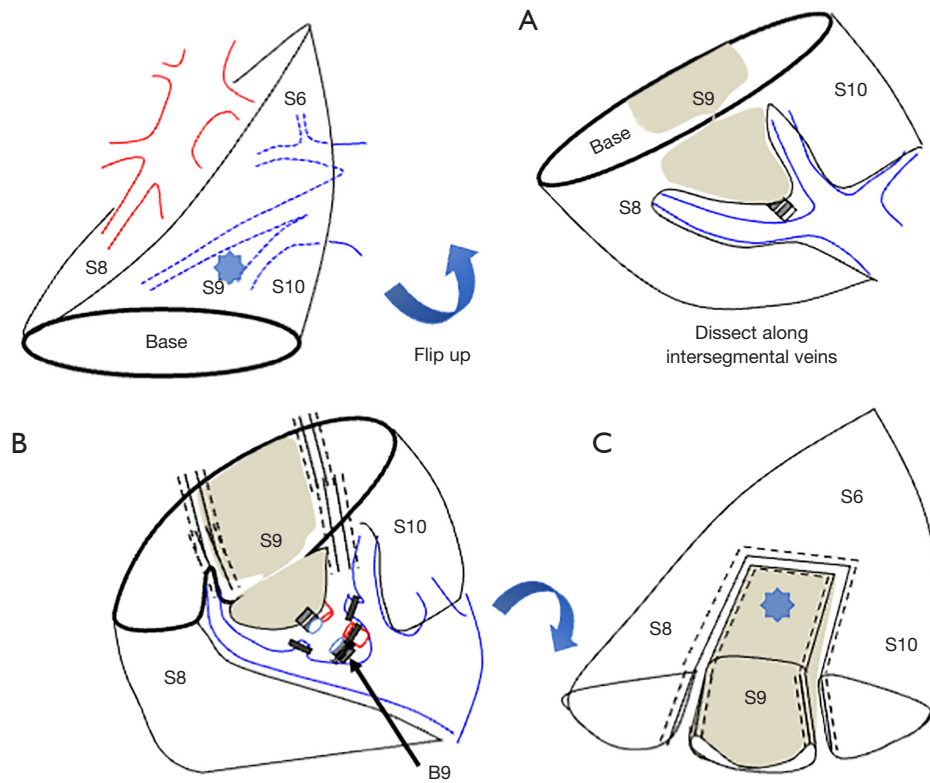 S6
S8
S9
S10
Base
Flip up
A
S9
S10
Base
S8
Dissect along
intersegmental veins
B
S9
S10
S8
B9
C
S6
S8
S10
S9